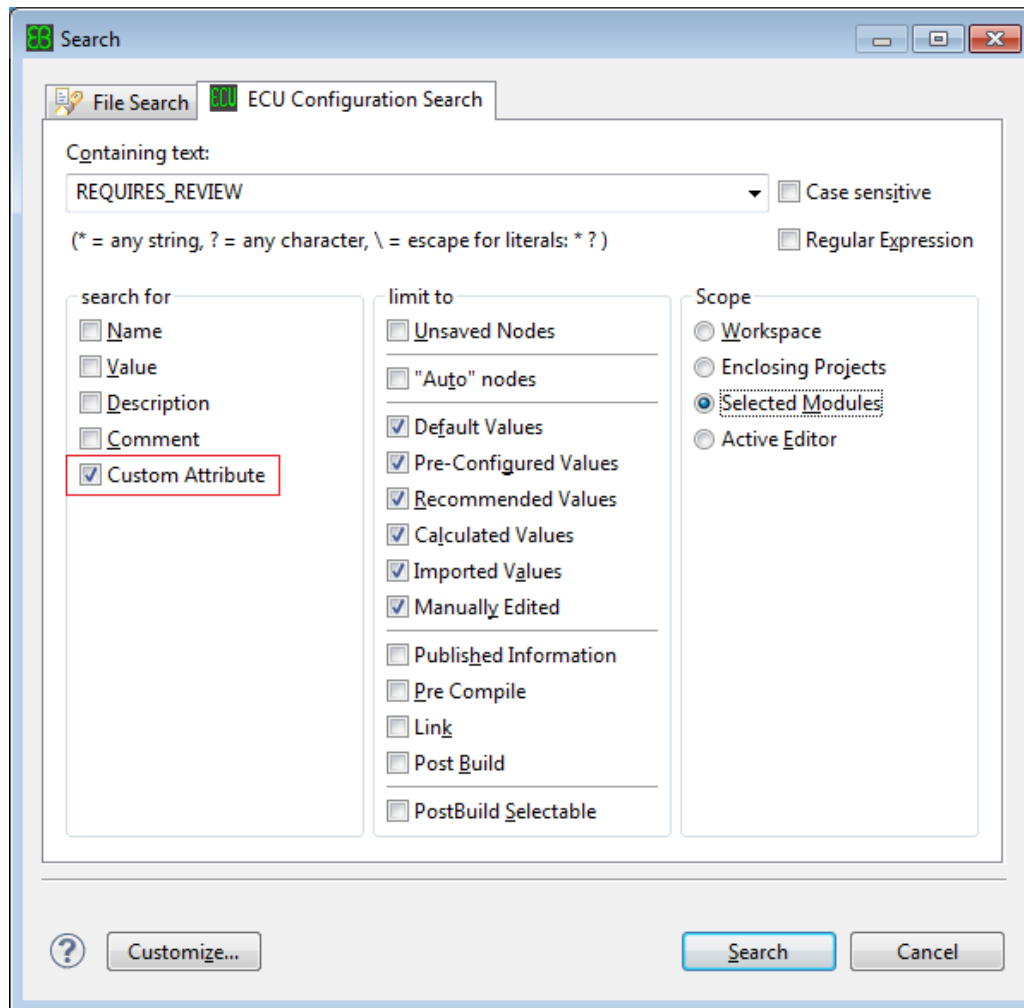 Search
File Search
ECU
ECU Configuration Search
Containing text:
REQUIRES_REVIEW
Case sensitive
(* = any string, ? = any character, \ = escape for literals: * ? )
Regular Expression
search for
Name
Value
Description
Comment
Custom Attribute
limit to
Unsaved Nodes
"Auto" nodes
Default Values
Pre-Configured Values
Recommended Values
Calculated Values
Imported Values
Manually Edited
Published Information
Pre Compile
Link
Post Build
PostBuild Selectable
Scope
Workspace
Enclosing Projects
Selected Modules
Active Editor
?
Customize...
Search
Cancel